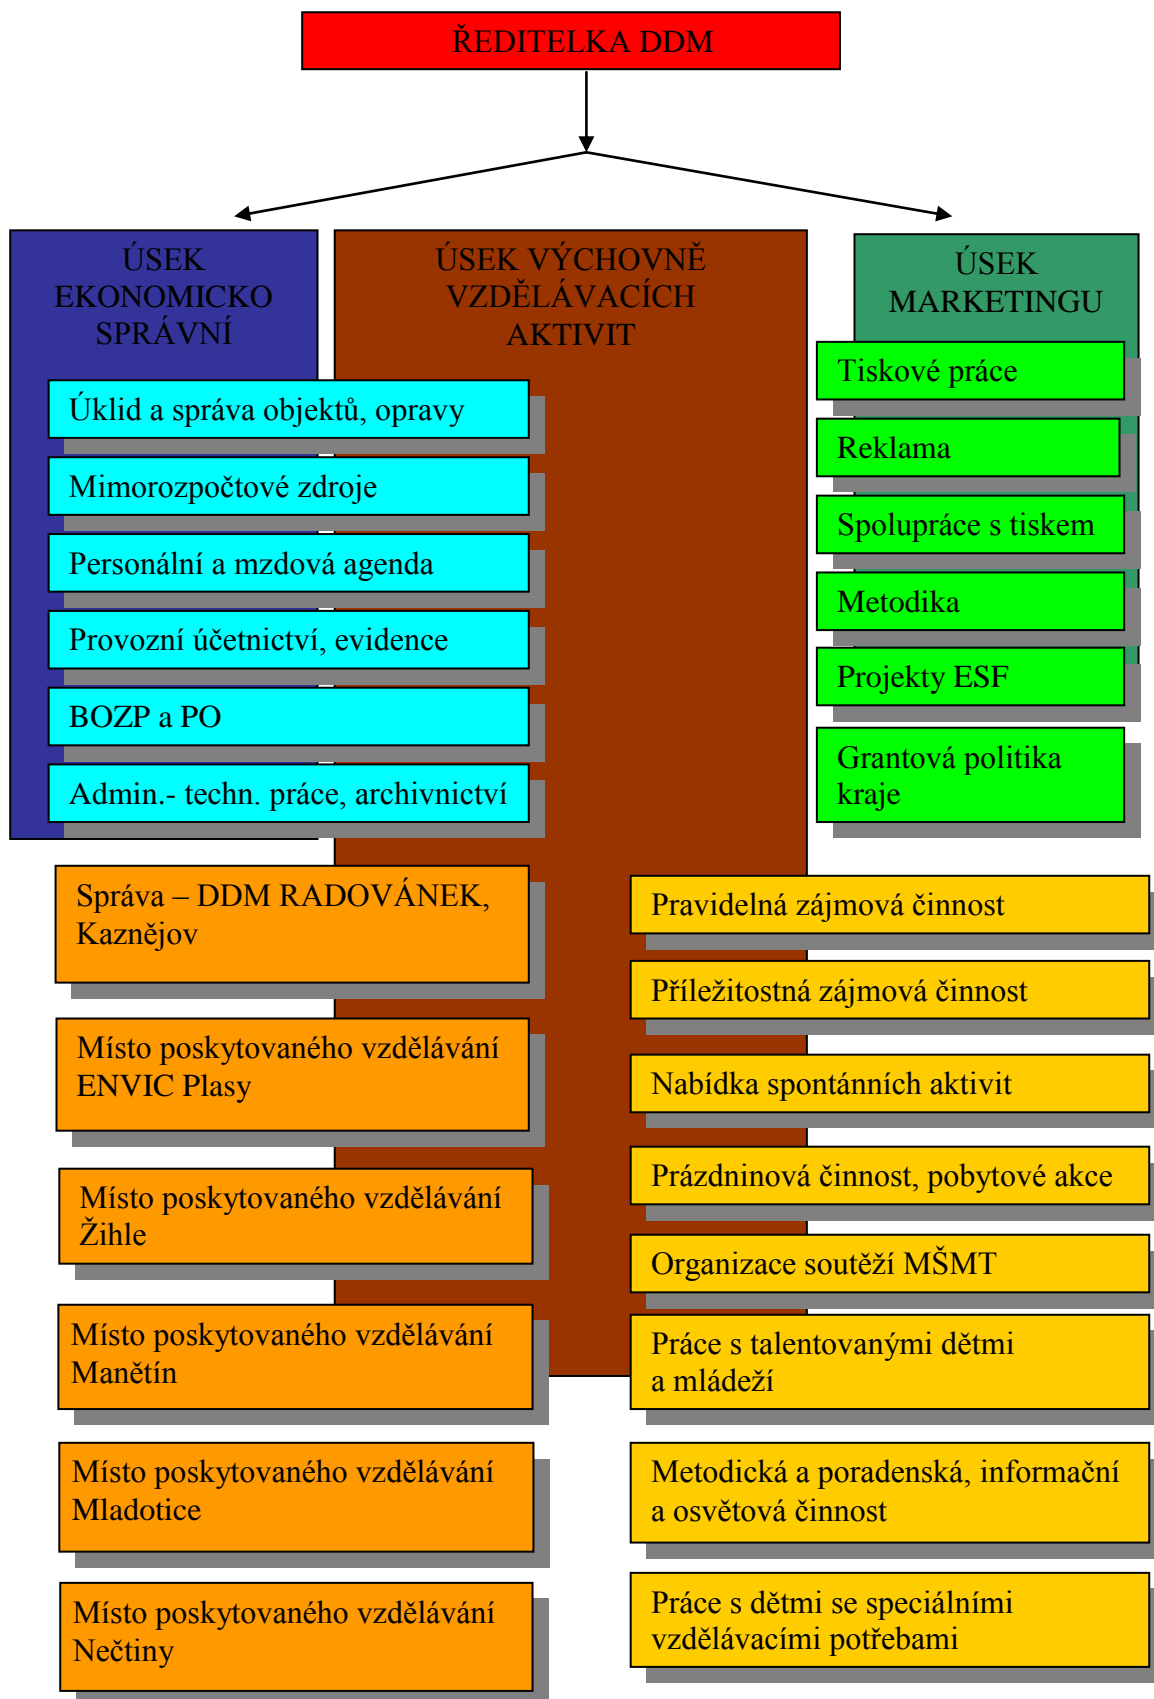 ŘEDITELKA DDM
ÚSEK
EKONOMICKO
SPRÁVNÍ
ÚSEK VÝCHOVNĚ
VZDĚLÁVACÍCH
AKTIVIT
ÚSEK
MARKETINGU
Úklid a správa objektů, opravy
Mimorozpočtové zdroje
Personální a mzdová agenda
Provozní účetnictví, evidence
BOZP a PO
Admin.- techn. práce, archivnictví
Tiskové práce
Reklama
Spolupráce s tiskem
Metodika
Projekty ESF
Grantová politika
kraje
Správa – DDM RADOVÁNEK,
Kaznějov
Místo poskytovaného vzdělávání
ENVIC Plasy
Místo poskytovaného vzdělávání
Žihle
Místo poskytovaného vzdělávání
Manětín
Místo poskytovaného vzdělávání
Mladotice
Místo poskytovaného vzdělávání
Nečtiny
Pravidelná zájmová činnost
Příležitostná zájmová činnost
Nabídka spontánních aktivit
Prázdninová činnost, pobytové akce
Organizace soutěží MŠMT
Práce s talentovanými dětmi
a mládeží
Metodická a poradenská, informační
a osvětová činnost
Práce s dětmi se speciálními
vzdělávacími potřebami